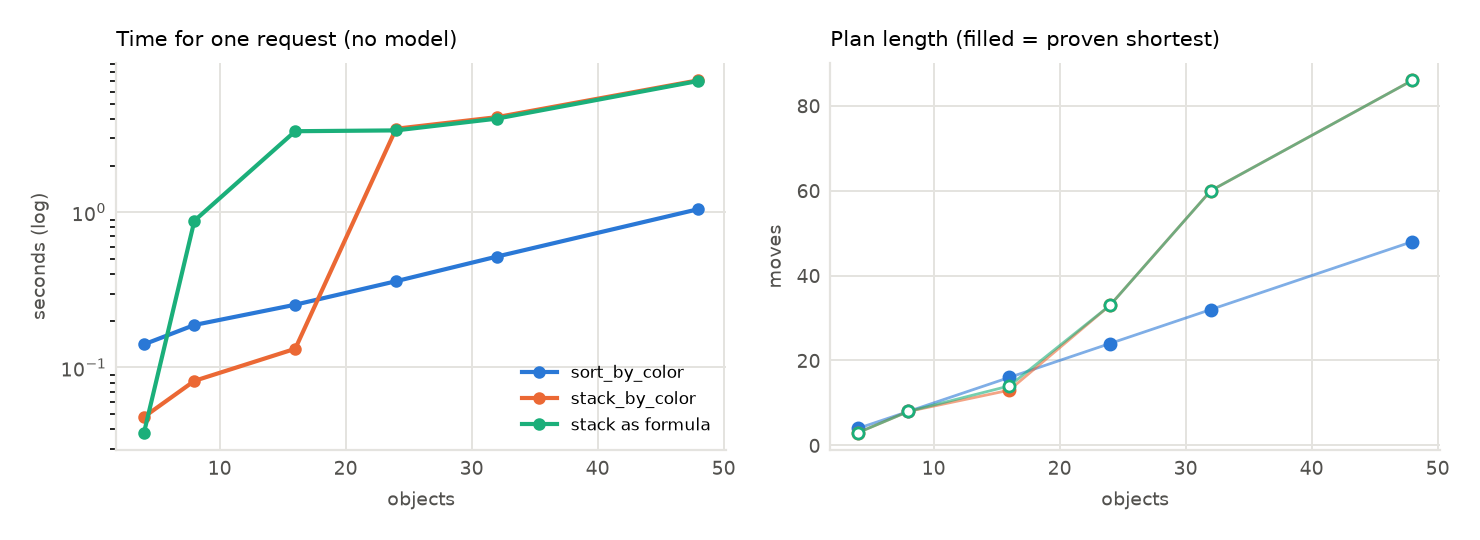 Time for one request (no model)
seconds (log)
10⁰
10⁻¹
sort_by_color
stack_by_color
stack as formula
10 20 30 40 50
objects
Plan length (filled = proven shortest)
moves
80
60
40
20
0
10 20 30 40 50
objects